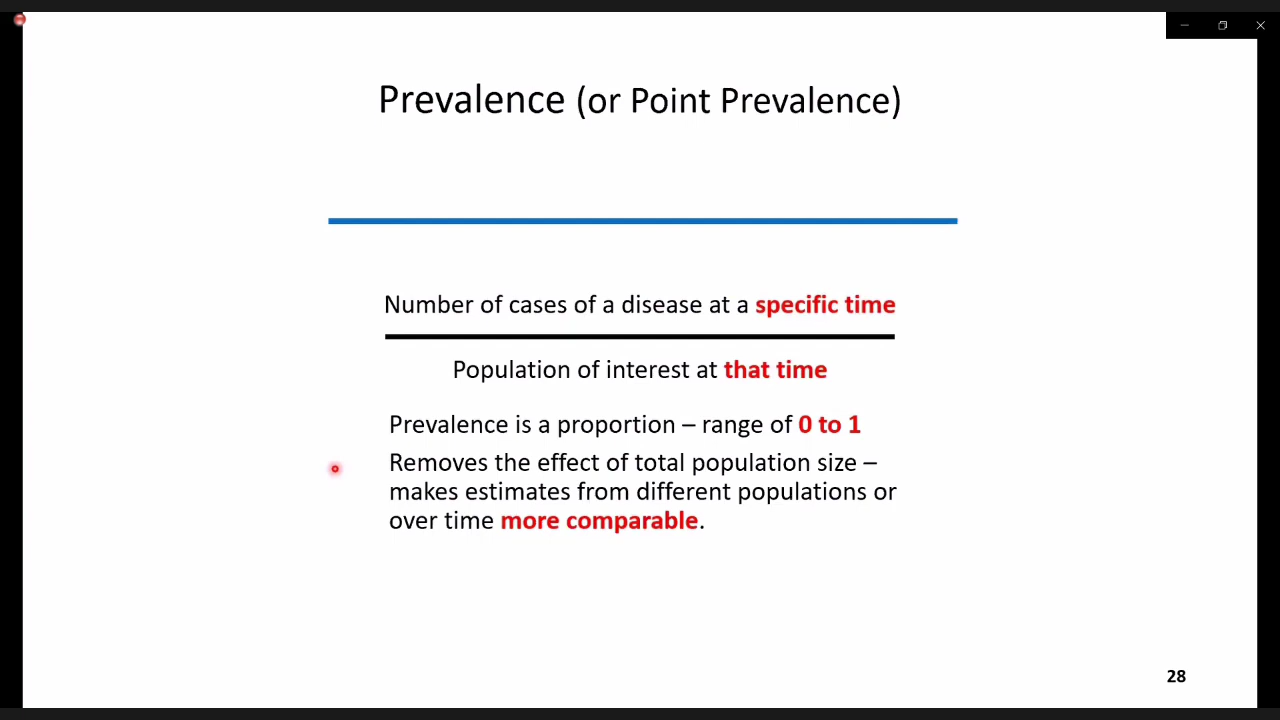 Prevalence (or Point Prevalence)
Number of cases of a disease at a specific time
Population of interest at that time
Prevalence is a proportion – range of 0 to 1
Removes the effect of total population size –
makes estimates from different populations or
over time more comparable.
28